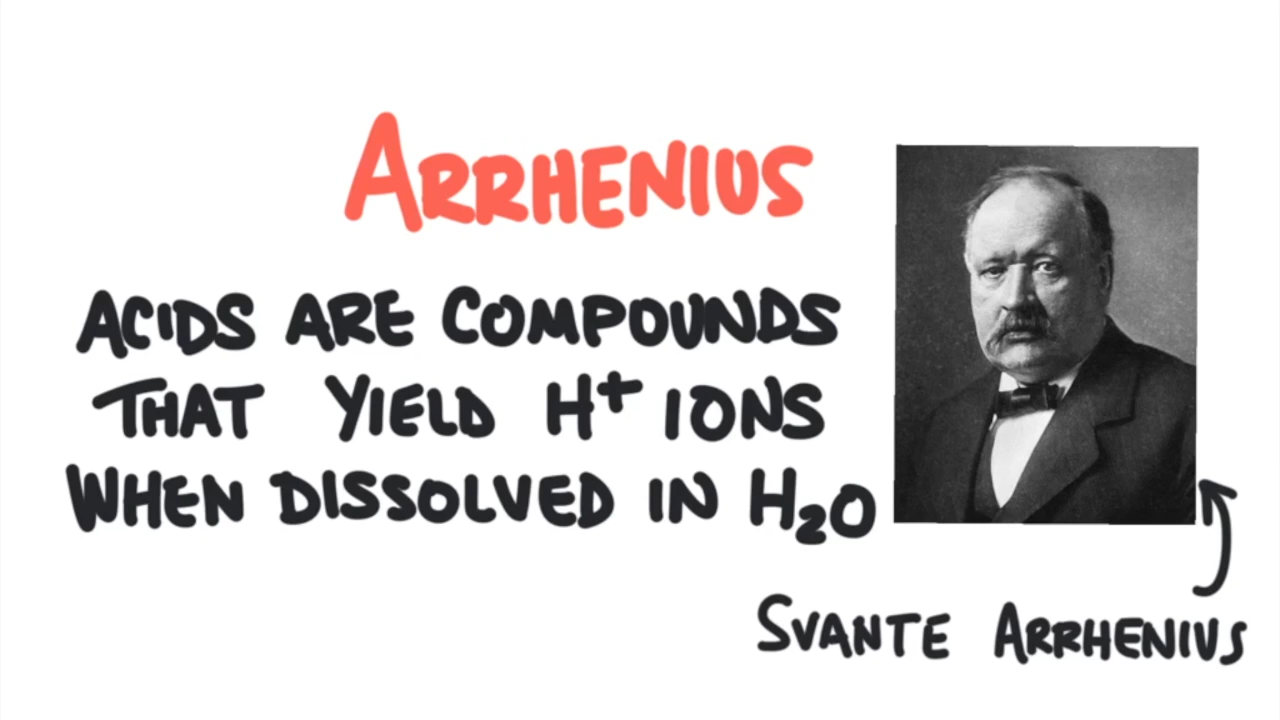 ARRHENIUS
ACIDS ARE COMPOUNDS
THAT YIELD H⁺ IONS
WHEN DISSOLVED IN H₂O
SVANTE ARRHENIUS